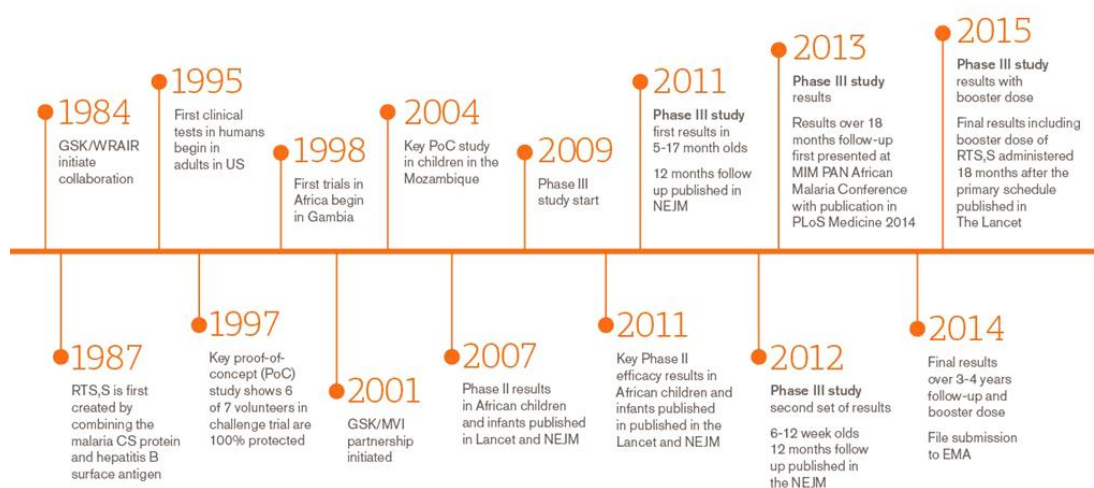 1984
GSK/WRAIR
initiate
collaboration
1987
RTS,S is first
created by
combining the
malaria CS protein
and hepatitis B
surface antigen
1995
First clinical
tests in humans
begin in
adults in US
1997
Key proof-of-
concept (PoC)
study shows 6
of 7 volunteers in
challenge trial are
100% protected
1998
First trials in
Africa begin
in Gambia
2001
GSK/MVI
partnership
initiated
2004
Key PoC study
in children in the
Mozambique
2007
Phase II results
in African children
and infants published
in Lancet and NEJM
2009
Phase III
study start
2011
Key Phase II
efficacy results in
African children and
infants published
in published in the
Lancet and NEJM
2011
Phase III study
first results in
5-17 month olds
12 months follow
up published in
NEJM
2012
Phase III study
second set of results
6-12 week olds
12 months follow
up published in
the NEJM
2013
Phase III study
results
Results over 18
months follow-up
first presented at
MIM PAN African
Malaria Conference
with publication in
PLoS Medicine 2014
2014
Final results
over 3-4 years
follow-up and
booster dose
File submission
to EMA
2015
Phase III study
results with
booster dose
Final results including
booster dose of
RTS,S administered
18 months after the
primary schedule
published in
The Lancet